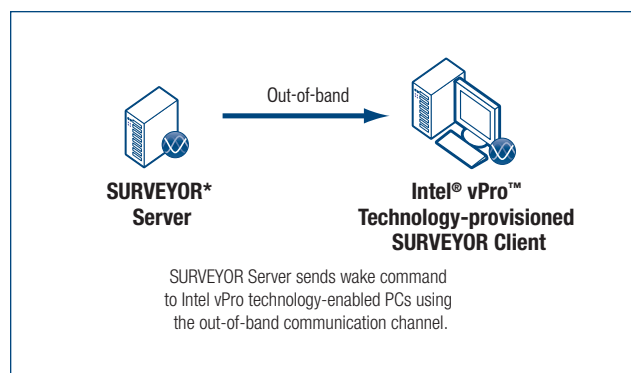 Out-of-band
SURVEYOR*
Server
Intel® vPro™
Technology-provisioned
SURVEYOR Client
SURVEYOR Server sends wake command
to Intel vPro technology-enabled PCs using
the out-of-band communication channel.